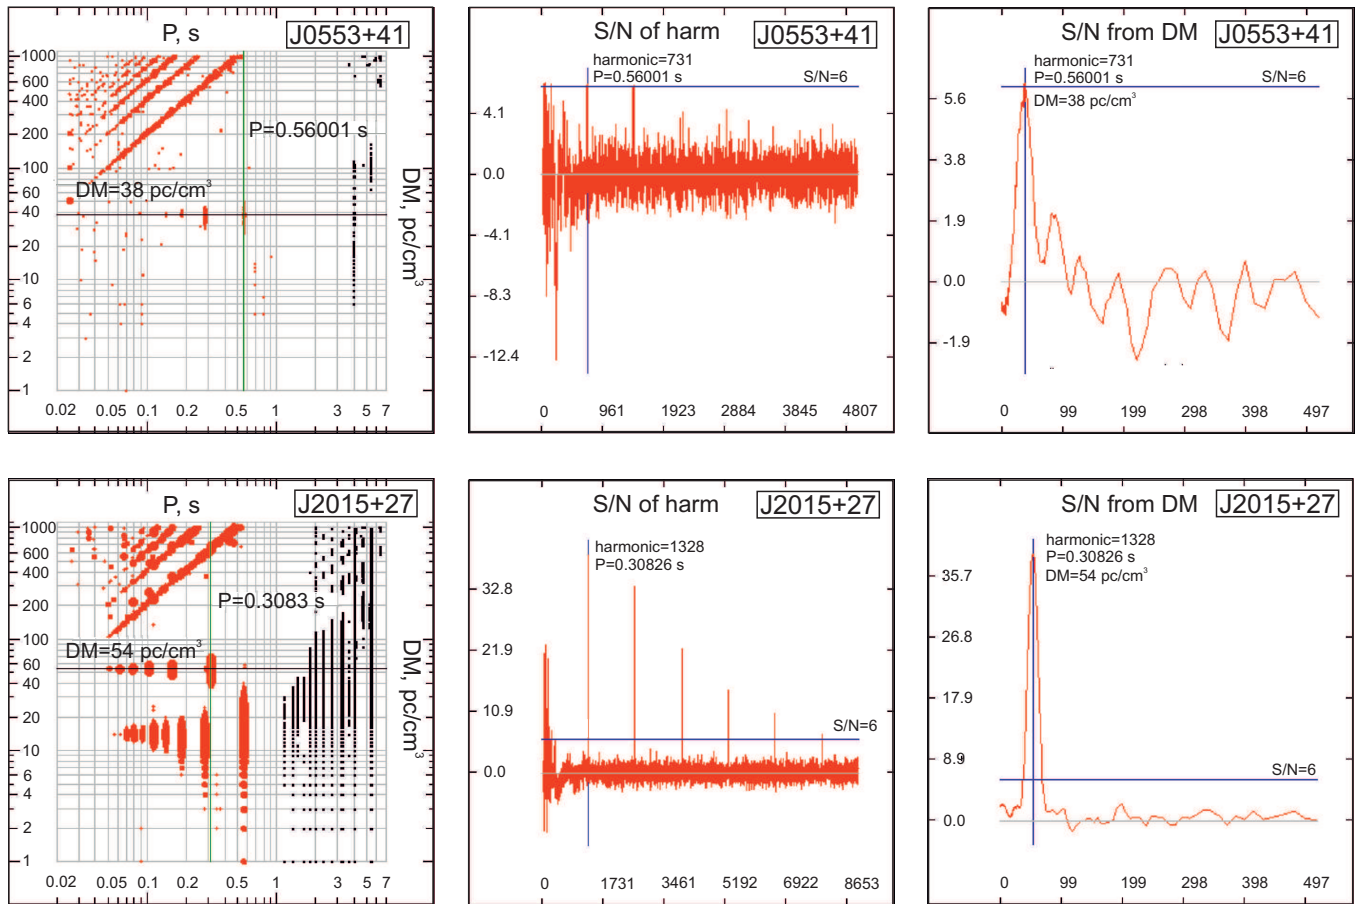 P, s
J0553+41
1000
600
400
200
100
60
40
20
10
6
4
2
1
P=0.56001 s
DM=38 pc/cm³
DM, pc/cm³
0.02 0.05 0.1 0.2 0.5 1 3 5 7
S/N of harm
J0553+41
harmonic=731
P=0.56001 s
S/N=6
4.1
0.0
-4.1
-8.3
-12.4
0 961 1923 2884 3845 4807
S/N from DM
J0553+41
harmonic=731
P=0.56001 s
S/N=6
DM=38 pc/cm³
5.6
3.8
1.9
0.0
-1.9
0 99 199 298 398 497
P, s
J2015+27
1000
600
400
200
100
60
40
20
10
6
4
2
1
P=0.3083 s
DM=54 pc/cm³
DM, pc/cm³
0.02 0.05 0.1 0.2 0.5 1 3 5 7
S/N of harm
J2015+27
harmonic=1328
P=0.30826 s
32.8
21.9
10.9
0.0
S/N=6
0 1731 3461 5192 6922 8653
S/N from DM
J2015+27
harmonic=1328
P=0.30826 s
DM=54 pc/cm³
35.7
26.8
17.9
8.9
0.0
S/N=6
0 99 199 298 398 497